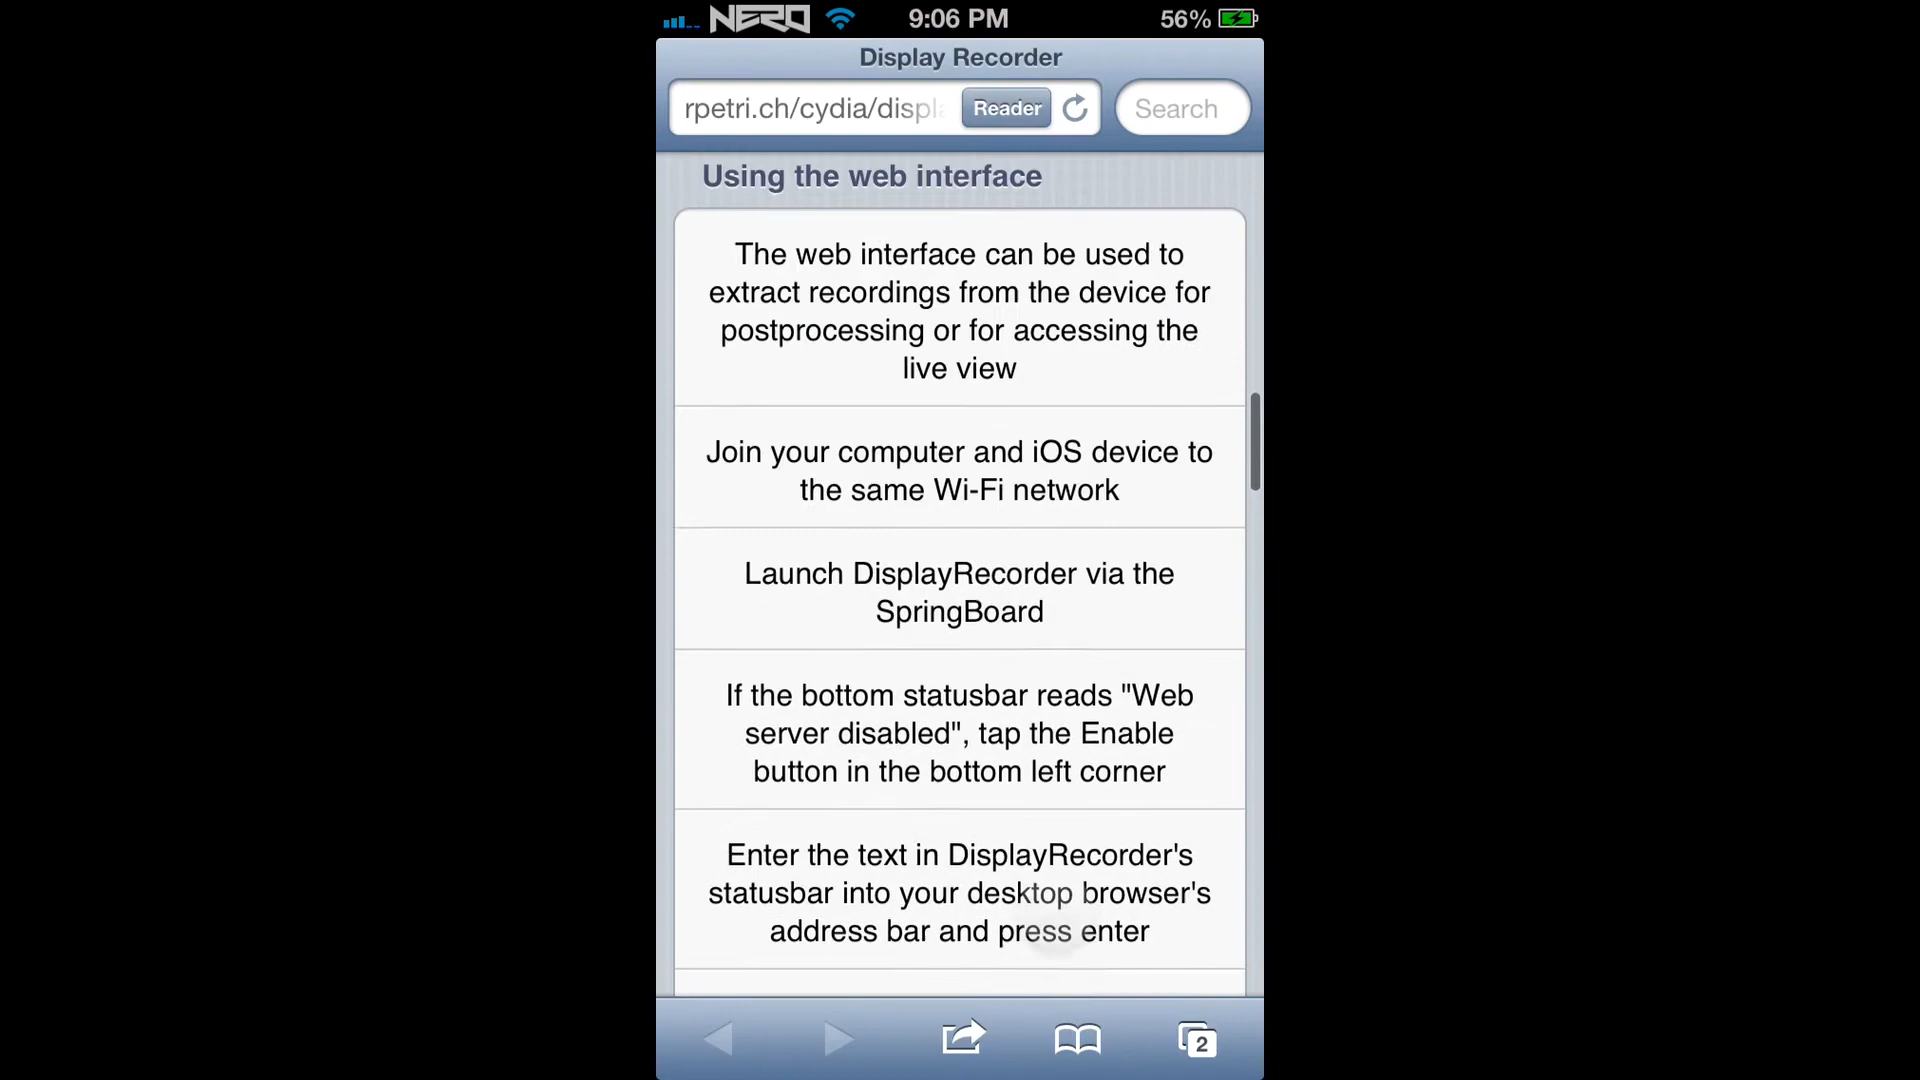 NERO 9:06 PM 56%
Display Recorder
rpetri.ch/cydia/displa Reader Search
Using the web interface
The web interface can be used to
extract recordings from the device for
postprocessing or for accessing the
live view
Join your computer and iOS device to
the same Wi-Fi network
Launch DisplayRecorder via the
SpringBoard
If the bottom statusbar reads "Web
server disabled", tap the Enable
button in the bottom left corner
Enter the text in DisplayRecorder's
statusbar into your desktop browser's
address bar and press enter
2